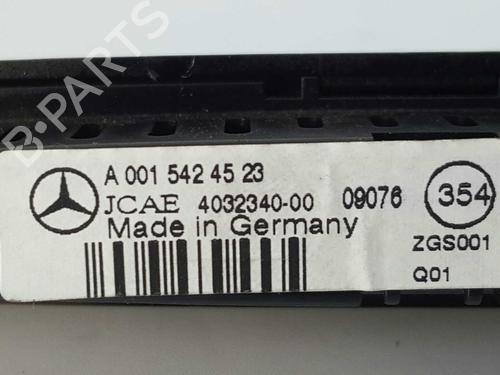 B-PARTS
A 001 542 45 23
JCAE 4032340-00 09076
354
Made in Germany
ZGS001
Q01